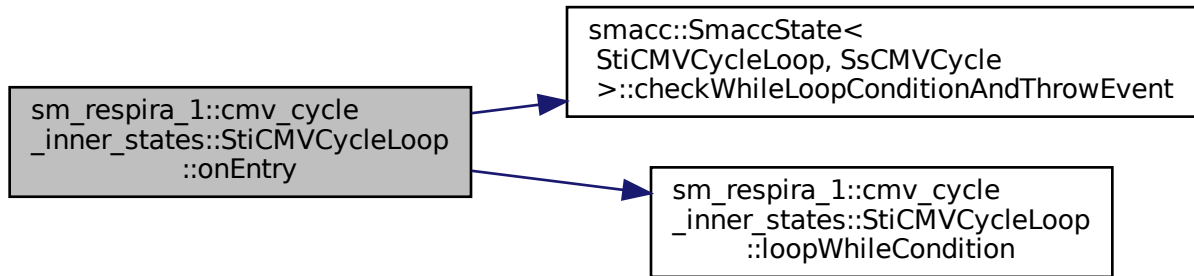 sm_respira_1::cmv_cycle
_inner_states::StiCMVCycleLoop
::onEntry
smacc::SmaccState<
StiCMVCycleLoop, SsCMVCycle
>::checkWhileLoopConditionAndThrowEvent
sm_respira_1::cmv_cycle
_inner_states::StiCMVCycleLoop
::loopWhileCondition